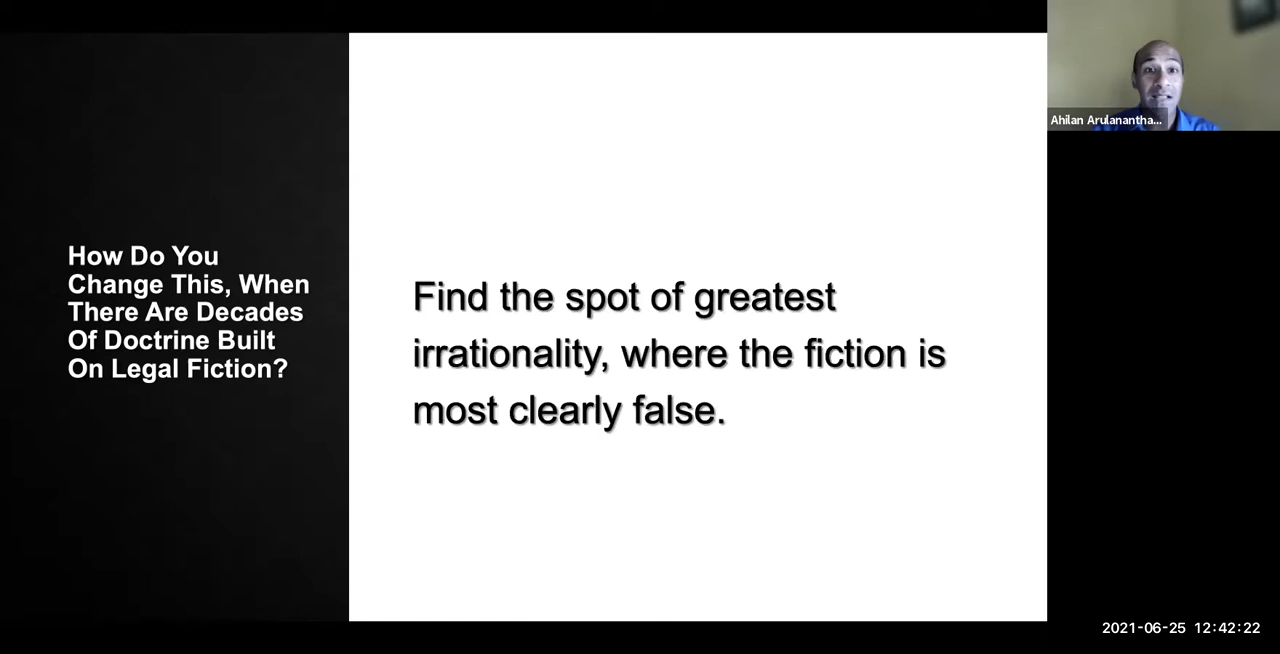 How Do You
Change This, When
There Are Decades
Of Doctrine Built
On Legal Fiction?
Find the spot of greatest
irrationality, where the fiction is
most clearly false.
Ahilan Arulanantha...
2021-06-25 12:42:22